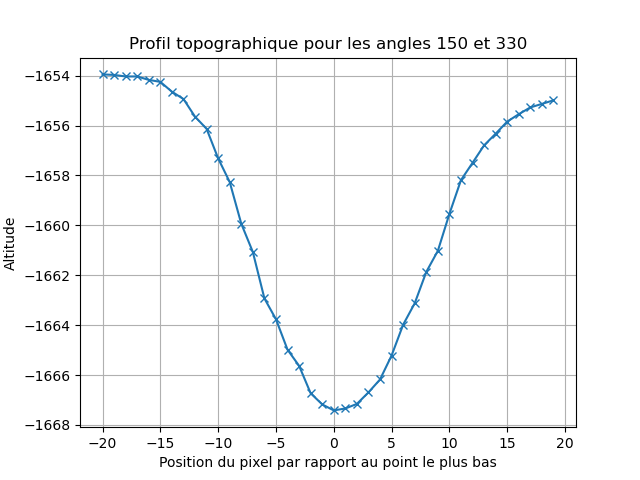 Profil topographique pour les angles 150 et 330
−1654
−1656
−1658
−1660
−1662
−1664
−1666
−1668
Altitude
−20 −15 −10 −5 0 5 10 15 20
Position du pixel par rapport au point le plus bas